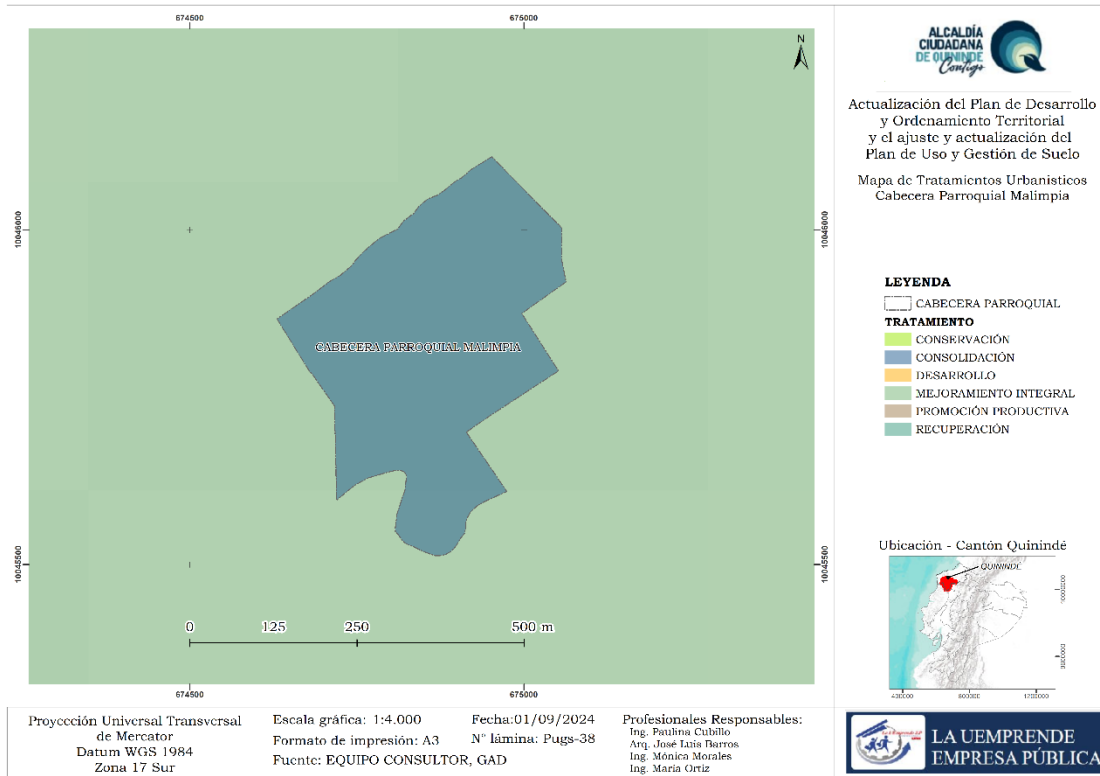 674500
675000
N
10046000
10046000
CABECERA PARROQUIAL MALIMPIA
10045500
10045500
0
125
250
500 m
674500
675000
ALCALDÍA
CIUDADANA
DE QUININDE
Contigo
Actualización del Plan de Desarrollo
y Ordenamiento Territorial
y el ajuste y actualización del
Plan de Uso y Gestión de Suelo
Mapa de Tratamientos Urbanísticos
Cabecera Parroquial Malimpia
LEYENDA
CABECERA PARROQUIAL
TRATAMIENTO
CONSERVACIÓN
CONSOLIDACIÓN
DESARROLLO
MEJORAMIENTO INTEGRAL
PROMOCIÓN PRODUCTIVA
RECUPERACIÓN
Ubicación - Cantón Quinindé
QUININDE
400000
800000
1200000
Proyección Universal Transversal
de Mercator
Datum WGS 1984
Zona 17 Sur
Escala gráfica: 1:4.000
Formato de impresión: A3
Fuente: EQUIPO CONSULTOR, GAD
Fecha:01/09/2024
N° lámina: Pugs-38
Profesionales Responsables:
Ing. Paulina Cubillo
Arq. José Luis Barros
Ing. Mónica Morales
Ing. María Ortiz
LA UEMPRENDE
EMPRESA PÚBLICA